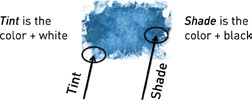 Tint is the
color + white
Shade is the
color + black
Tint
Shade